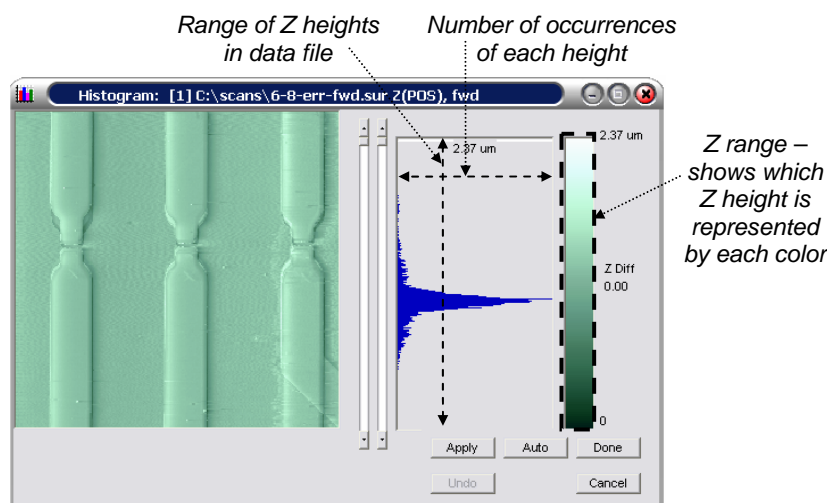 Range of Z heights
in data file
Number of occurrences
of each height
Histogram: [1] C:\scans\6-8-err-fwd.sur Z(POS), fwd
2.37 um
2.37 um
Z range –
shows which
Z height is
represented
by each color
Z Diff
0.00
0
Apply
Auto
Done
Undo
Cancel